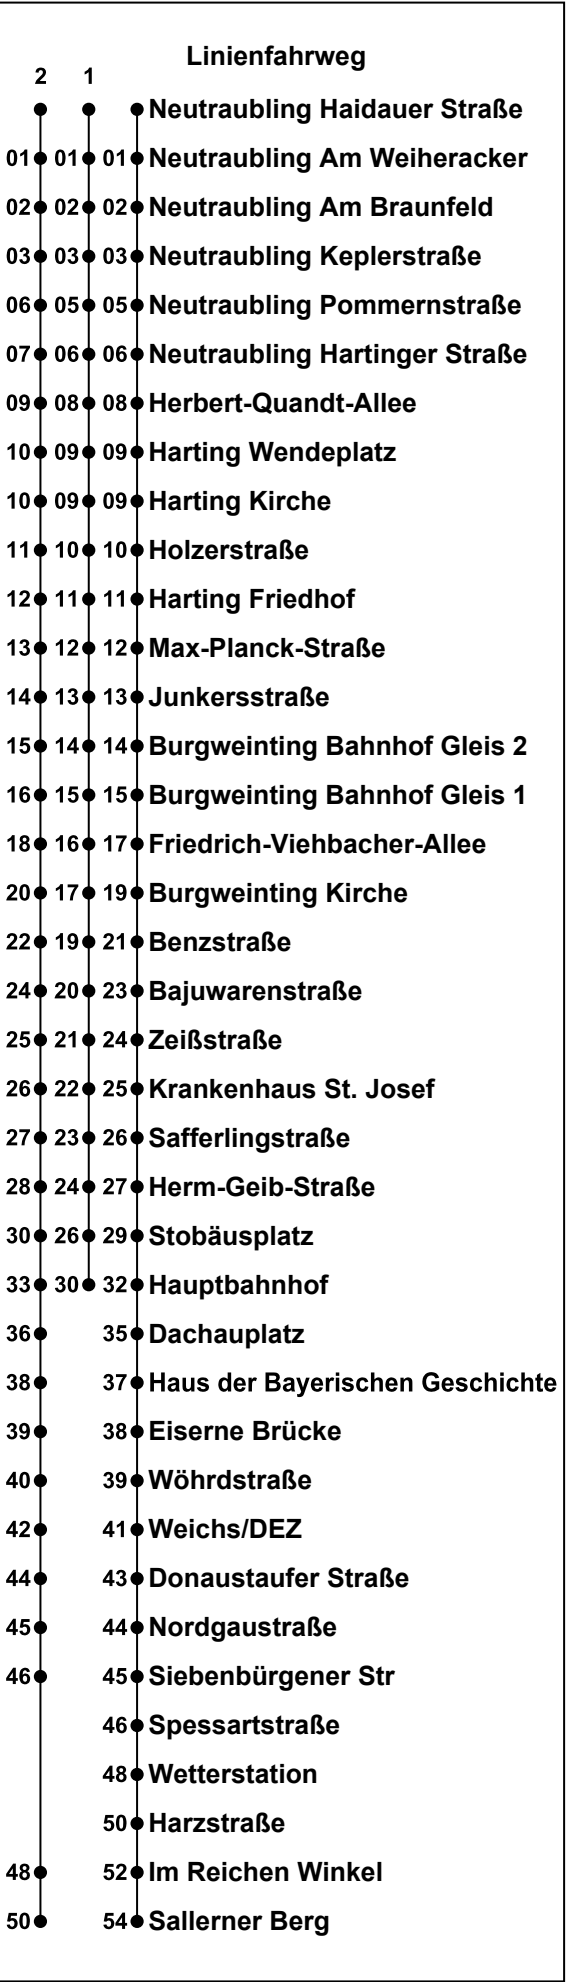 Linienfahrweg
2 1
Neutraubling Haidauer Straße
01 01 01 Neutraubling Am Weiheracker
02 02 02 Neutraubling Am Braunfeld
03 03 03 Neutraubling Keplerstraße
06 05 05 Neutraubling Pommernstraße
07 06 06 Neutraubling Hartinger Straße
09 08 08 Herbert-Quandt-Allee
10 09 09 Harting Wendeplatz
10 09 09 Harting Kirche
11 10 10 Holzerstraße
12 11 11 Harting Friedhof
13 12 12 Max-Planck-Straße
14 13 13 Junkersstraße
15 14 14 Burgweinting Bahnhof Gleis 2
16 15 15 Burgweinting Bahnhof Gleis 1
18 16 17 Friedrich-Viehbacher-Allee
20 17 19 Burgweinting Kirche
22 19 21 Benzstraße
24 20 23 Bajuwarenstraße
25 21 24 Zeißstraße
26 22 25 Krankenhaus St. Josef
27 23 26 Safferlingstraße
28 24 27 Herm-Geib-Straße
30 26 29 Stobäusplatz
33 30 32 Hauptbahnhof
36 35 Dachauplatz
38 37 Haus der Bayerischen Geschichte
39 38 Eiserne Brücke
40 39 Wöhrdstraße
42 41 Weichs/DEZ
44 43 Donaustaufer Straße
45 44 Nordgaustraße
46 45 Siebenbürgener Str
46 Spessartstraße
48 Wetterstation
50 Harzstraße
48 52 Im Reichen Winkel
50 54 Sallerner Berg